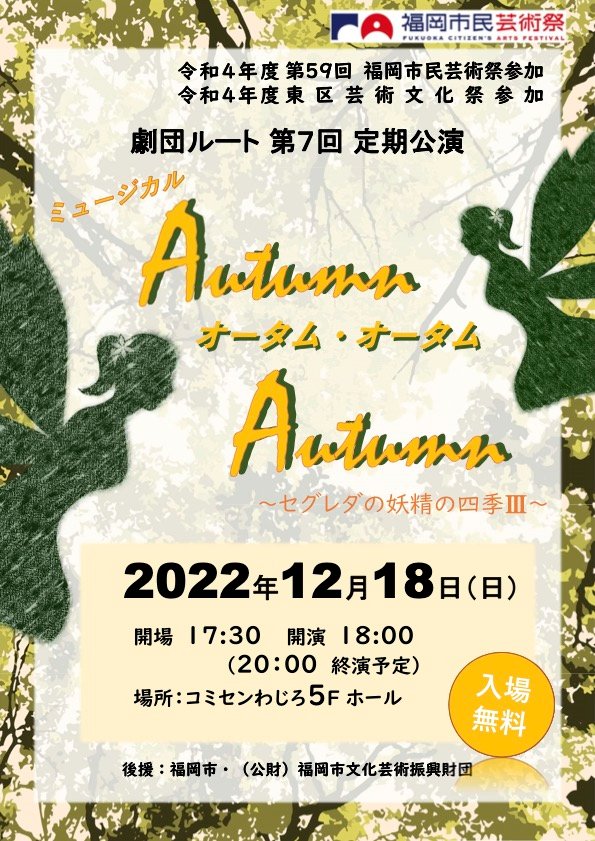 福岡市民芸術祭
FUKUOKA CITIZEN'S ARTS FESTIVAL
令和4年度 第59回 福岡市民芸術祭参加
令和4年度東区芸術文化祭参加
劇団ルート 第7回 定期公演
ミュージカル
Autumn
オータム・オータム
Autumn
～セグレダの妖精の四季Ⅲ～
2022年12月18日(日)
開場 17:30 開演 18:00
(20:00 終演予定)
場所:コミセンわじろ5F ホール
入場
無料
後援:福岡市・(公財)福岡市文化芸術振興財団